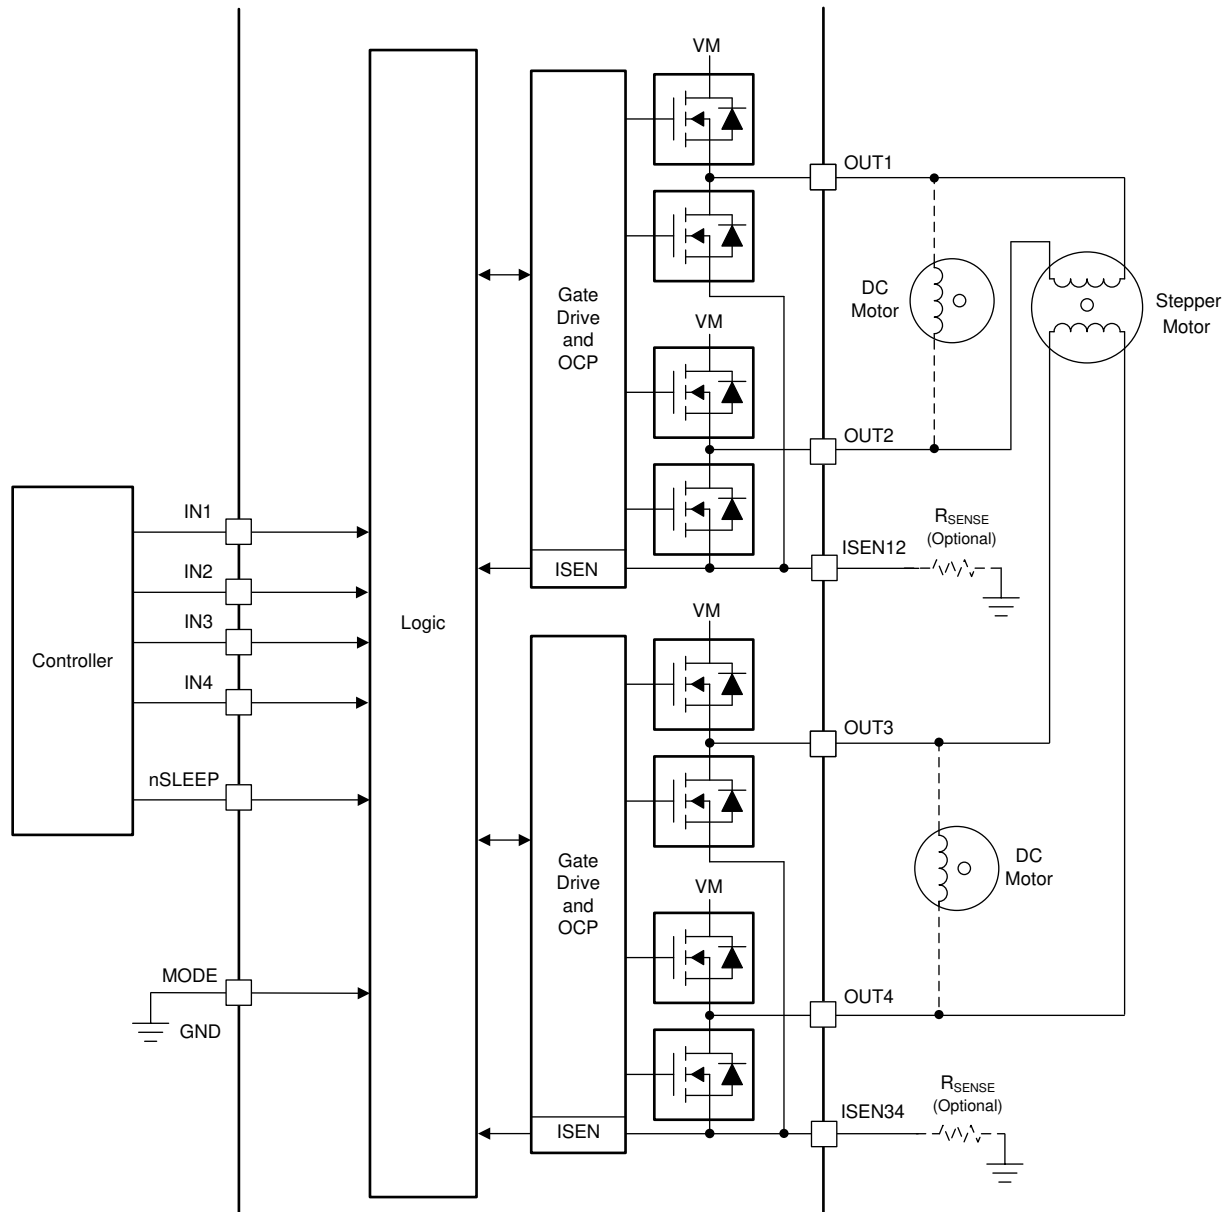 VM
OUT1
Gate
Drive
and
OCP
DC
Motor
Stepper
Motor
VM
OUT2
IN1
IN2
IN3
IN4
nSLEEP
Controller
Logic
ISEN
ISEN12
RSENSE
(Optional)
VM
OUT3
Gate
Drive
and
OCP
DC
Motor
VM
MODE
GND
OUT4
ISEN
ISEN34
RSENSE
(Optional)